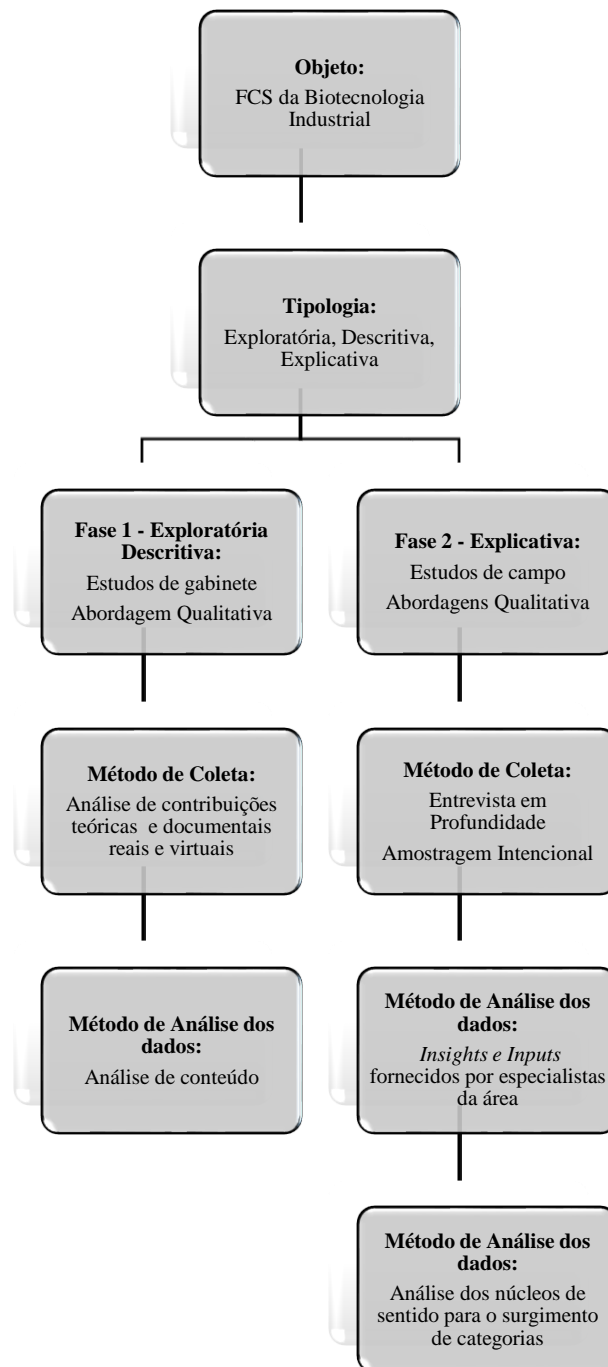 Objeto:
FCS da Biotecnologia
Industrial
Tipologia:
Exploratória, Descritiva,
Explicativa
Fase 1 - Exploratória
Descritiva:
Estudos de gabinete
Abordagem Qualitativa
Fase 2 - Explicativa:
Estudos de campo
Abordagens Qualitativa
Método de Coleta:
Análise de contribuições
teóricas e documentais
reais e virtuais
Método de Coleta:
Entrevista em
Profundidade
Amostragem Intencional
Método de Análise dos
dados:
Análise de conteúdo
Método de Análise dos
dados:
Insights e Inputs
fornecidos por especialistas
da área
Método de Análise dos
dados:
Análise dos núcleos de
sentido para o surgimento
de categorias